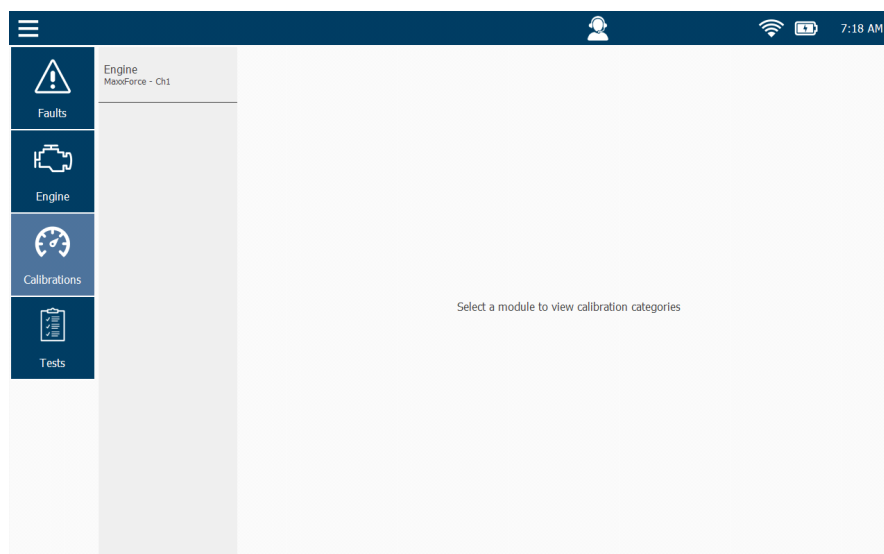 7:18 AM
Faults
Engine
Calibrations
Tests
Engine
MaxxForce - Ch1
Select a module to view calibration categories